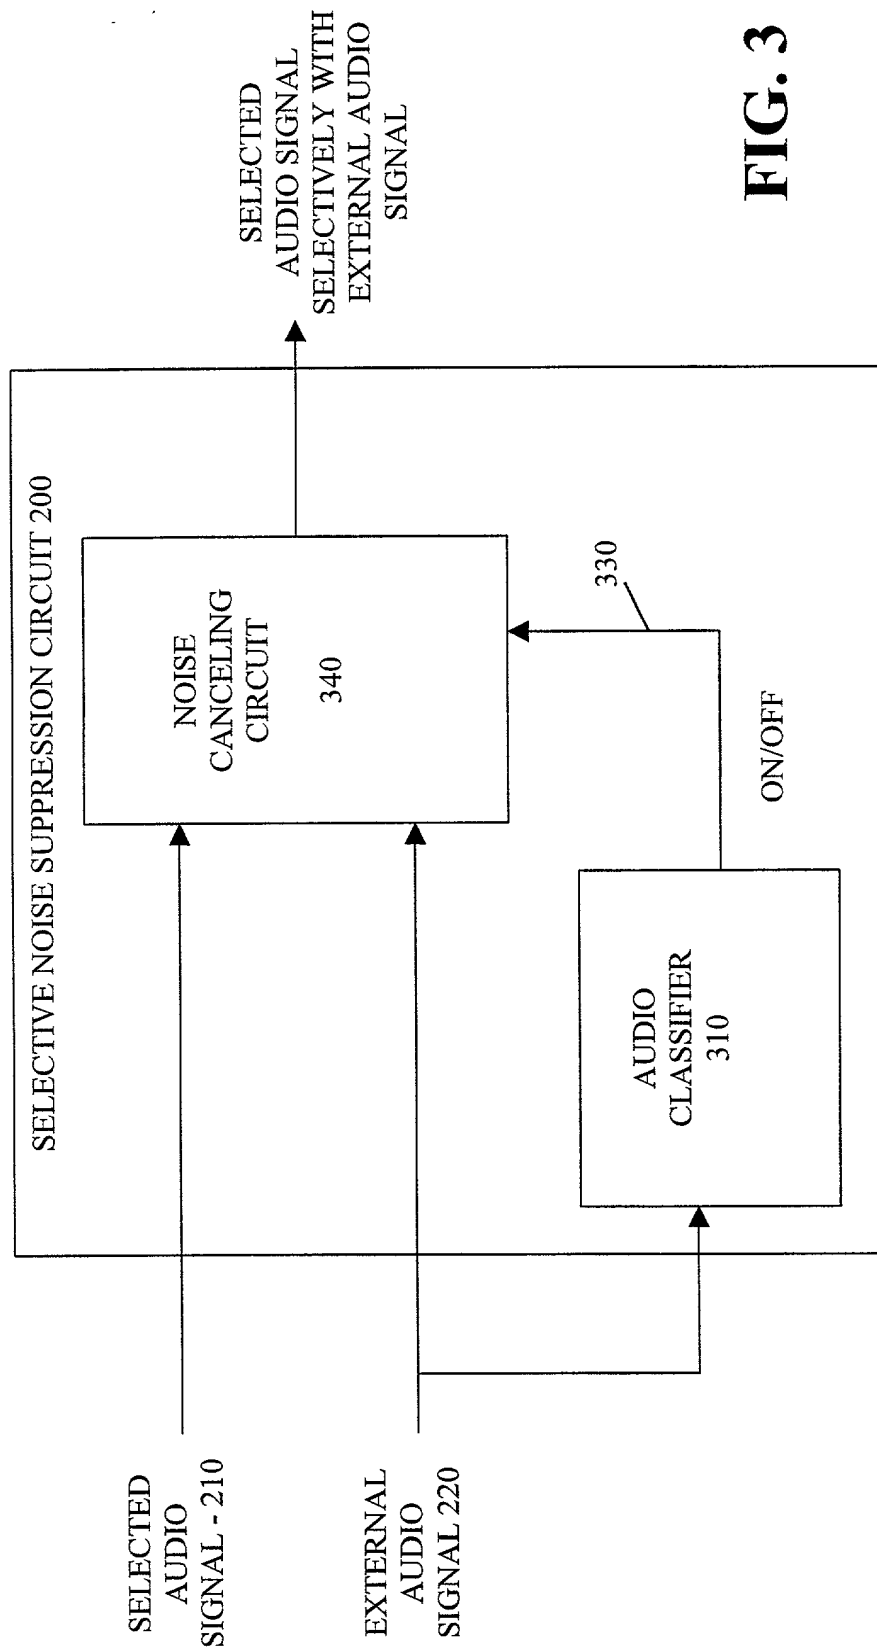 SELECTIVE NOISE SUPPRESSION CIRCUIT 200
SELECTED
AUDIO
SIGNAL - 210
EXTERNAL
AUDIO
SIGNAL 220
NOISE
CANCELING
CIRCUIT
340
AUDIO
CLASSIFIER
310
ON/OFF
330
SELECTED
AUDIO SIGNAL
SELECTIVELY WITH
EXTERNAL AUDIO
SIGNAL
FIG. 3